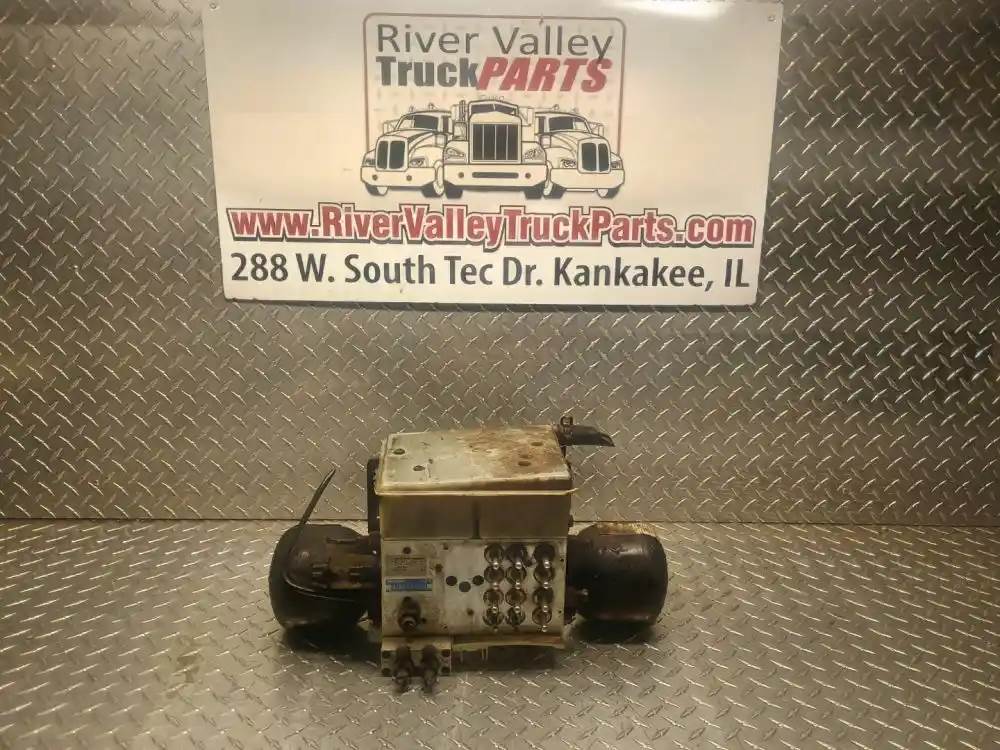 River Valley
TruckPARTS
www.RiverValleyTruckParts.com
288 W. South Tec Dr. Kankakee, IL